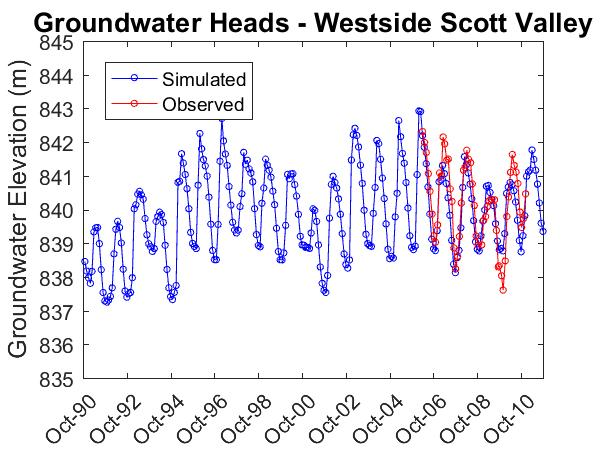 Groundwater Heads - Westside Scott Valley
845
844
843
842
841
840
839
838
837
836
835
Groundwater Elevation (m)
Simulated
Observed
Oct-90
Oct-92
Oct-94
Oct-96
Oct-98
Oct-00
Oct-02
Oct-04
Oct-06
Oct-08
Oct-10